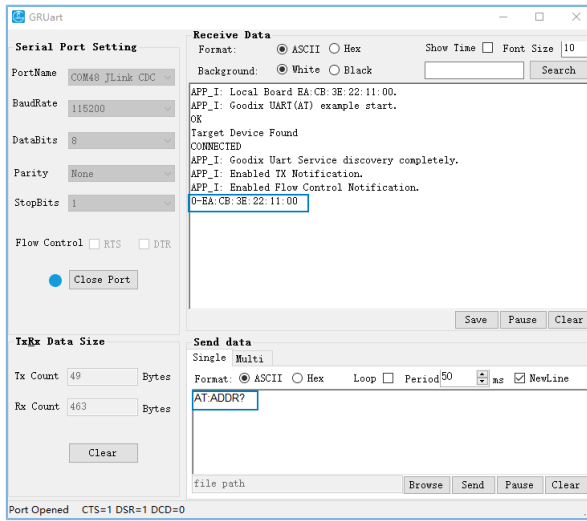 GRUart
Serial Port Setting
PortName COM48 JLink CDC
BaudRate 115200
DataBits 8
Parity None
StopBits 1
Flow Control RTS DTR
Close Port
TxRx Data Size
Tx Count 49 Bytes
Rx Count 463 Bytes
Clear
Receive Data
Format: ASCII Hex Show Time Font Size 10
Background: White Black Search
APP_I: Local Board EA:CB:3E:22:11:00.
APP_I: Goodix UART(AT) example start.
OK
Target Device Found
CONNECTED
APP_I: Goodix Uart Service discovery completely.
APP_I: Enabled TX Notification.
APP_I: Enabled Flow Control Notification.
0-EA:CB:3E:22:11:00
Save Pause Clear
Send data
Single Multi
Format: ASCII Hex Loop Period 50 ms NewLine
AT:ADDR?
file path Browse Send Pause Clear
Port Opened CTS=1 DSR=1 DCD=0